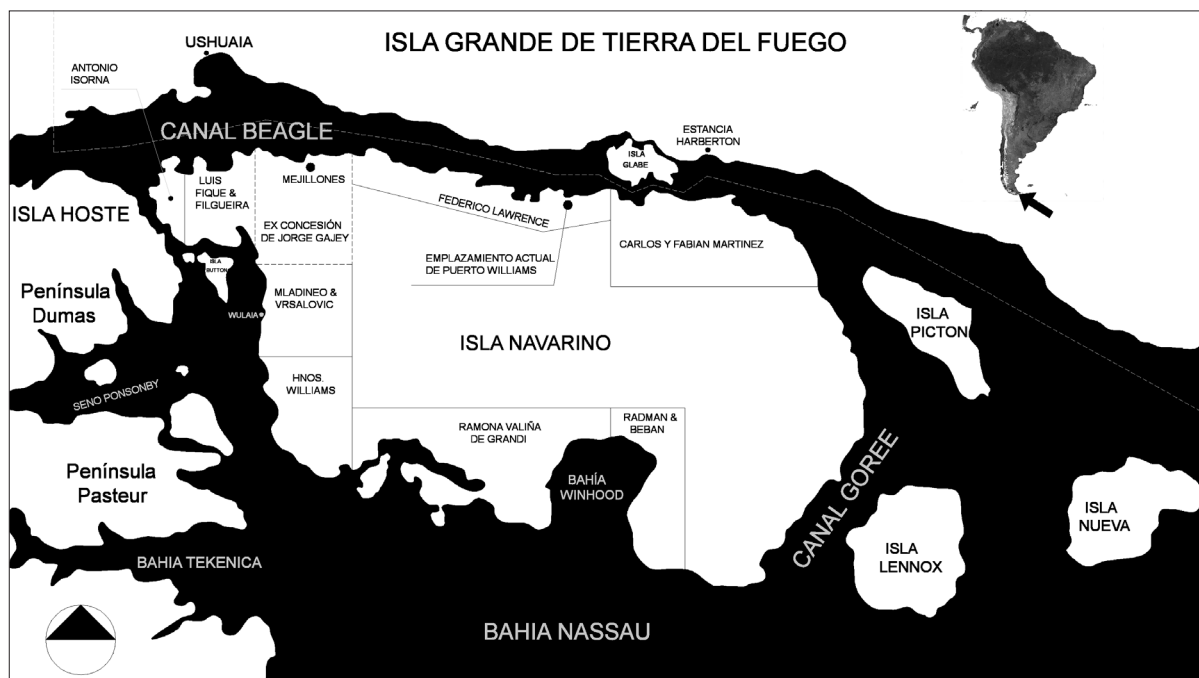 USHUAIA
ISLA GRANDE DE TIERRA DEL FUEGO
ANTONIO
ISORNA
CANAL BEAGLE
ESTANCIA
HARBERTON
ISLA
GLABE
LUIS
FIQUE &
FILGUEIRA
MEJILLONES
ISLA HOSTE
FEDERICO LAWRENCE
EX CONCESIÓN
DE JORGE GAJEY
CARLOS Y FABIAN MARTINEZ
EMPLAZAMIENTO ACTUAL
DE PUERTO WILLIAMS
ISLA
BUTTON
Península
Dumas
MLADINEO &
VRSALOVIC
WULAIA
ISLA
PICTON
ISLA NAVARINO
HNOS.
WILLIAMS
SENO PONSONBY
RAMONA VALIÑA
DE GRANDI
RADMAN &
BEBAN
Península
Pasteur
BAHÍA
WINHOOD
CANAL GOREE
ISLA
NUEVA
ISLA
LENNOX
BAHIA TEKENICA
BAHIA NASSAU